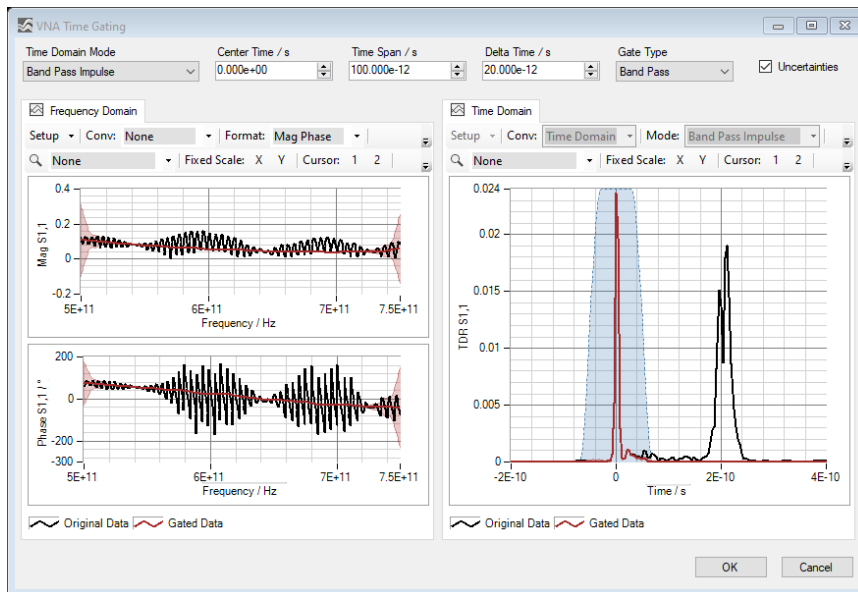 VNA Time Gating
Time Domain Mode Center Time / s Time Span / s Delta Time / s Gate Type
Band Pass Impulse 0.000e+00 100.000e-12 20.000e-12 Band Pass Uncertainties
Frequency Domain
Setup Conv: None Format: Mag Phase
None Fixed Scale: X Y Cursor: 1 2
0.4
0.2
0
-0.2
Mag S1,1
5E+11 6E+11 7E+11 7.5E+11
Frequency / Hz
200
0
-200
-300
Phase S1,1 / °
5E+11 6E+11 7E+11 7.5E+11
Frequency / Hz
Original Data Gated Data
Time Domain
Setup Conv: Time Domain Mode: Band Pass Impulse
None Fixed Scale: X Y Cursor: 1 2
0.024
0.02
0.015
0.01
0.005
0
TDR S1,1
-2E-10 0 2E-10 4E-10
Time / s
Original Data Gated Data
OK Cancel